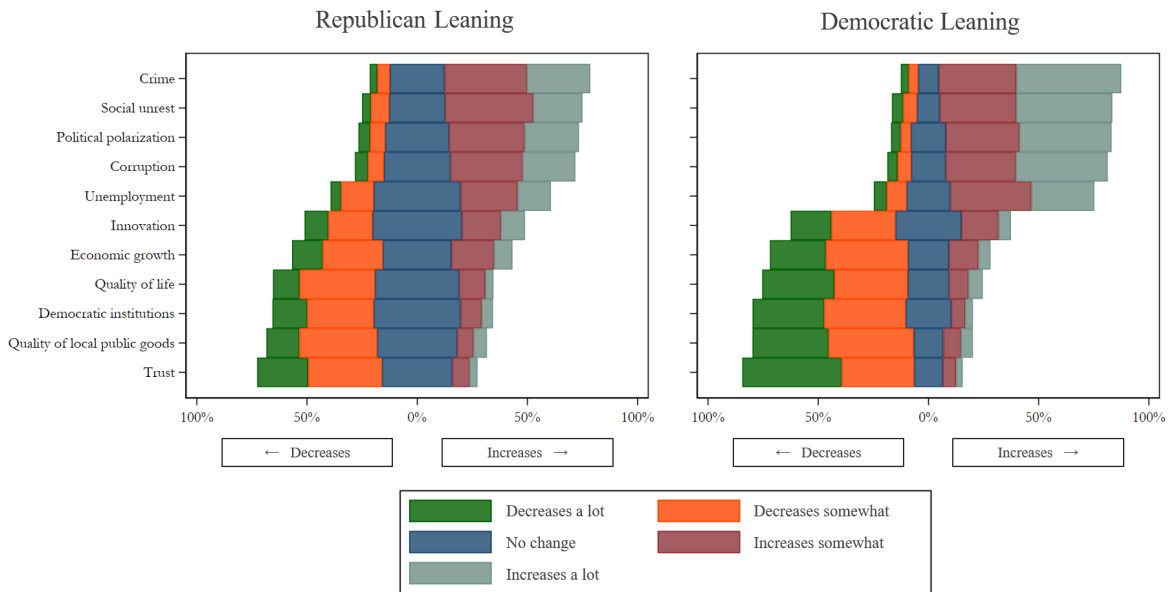 Republican Leaning
Democratic Leaning
Crime
Social unrest
Political polarization
Corruption
Unemployment
Innovation
Economic growth
Quality of life
Democratic institutions
Quality of local public goods
Trust
100% 50% 0% 50% 100%
100% 50% 0% 50% 100%
← Decreases
Increases →
← Decreases
Increases →
Decreases a lot
Decreases somewhat
No change
Increases somewhat
Increases a lot